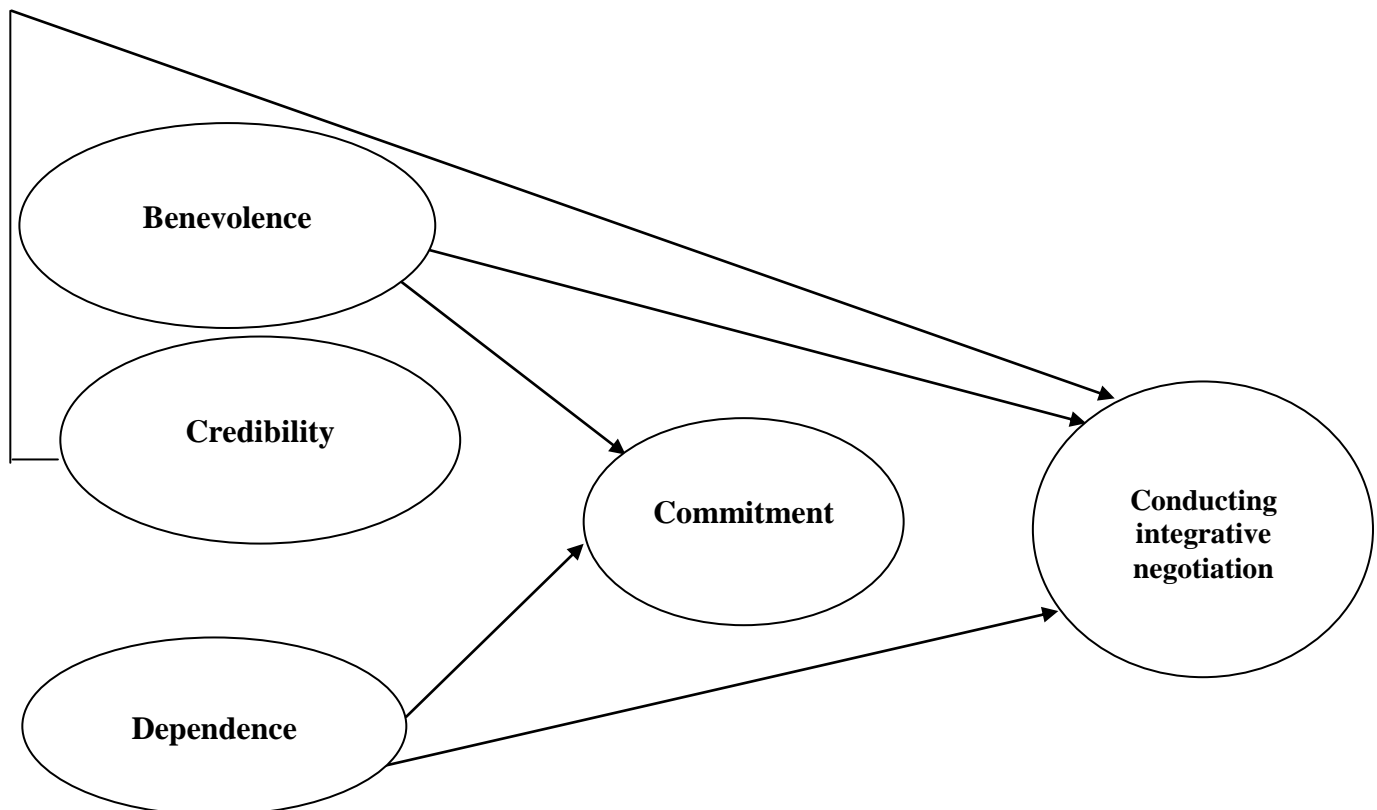 Benevolence
Credibility
Commitment
Conducting
integrative
negotiation
Dependence